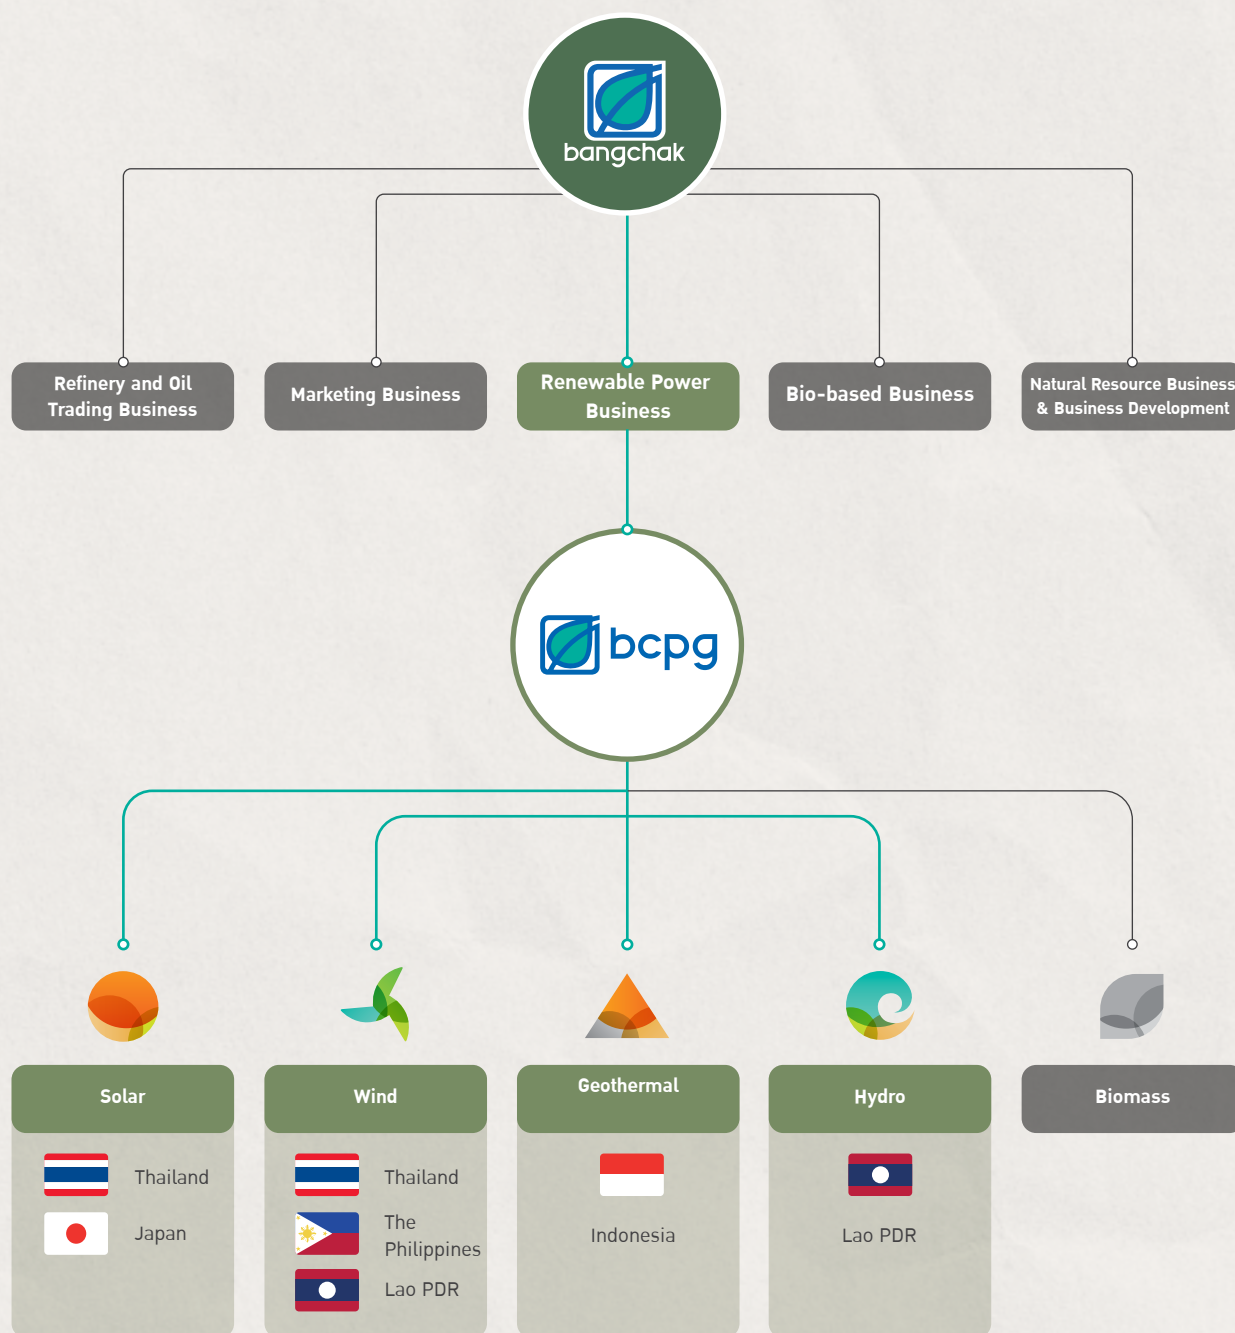 bangchak
Refinery and Oil
Trading Business
Marketing Business
Renewable Power
Business
Bio-based Business
Natural Resource Business
& Business Development
bcpg
Solar
Wind
Geothermal
Hydro
Biomass
Thailand
Japan
Thailand
The
Philippines
Lao PDR
Indonesia
Lao PDR